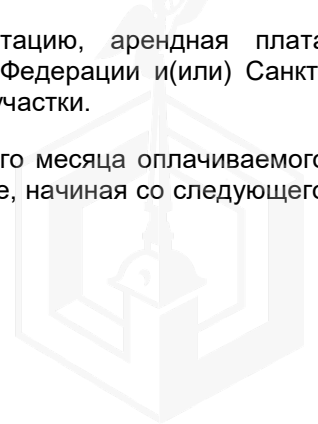 тацию, арендная плата
Федерации и(или) Санкт
участки.
го месяца оплачиваемого
е, начиная со следующего